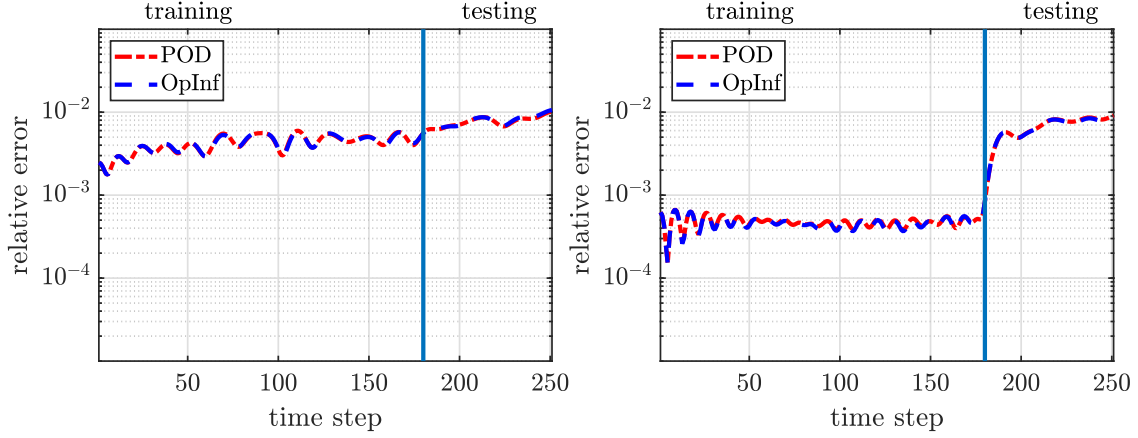 training testing
POD
OpInf
10^{-2}
10^{-3}
10^{-4}
relative error
50 100 150 200 250
time step
training testing
POD
OpInf
10^{-2}
10^{-3}
10^{-4}
relative error
50 100 150 200 250
time step